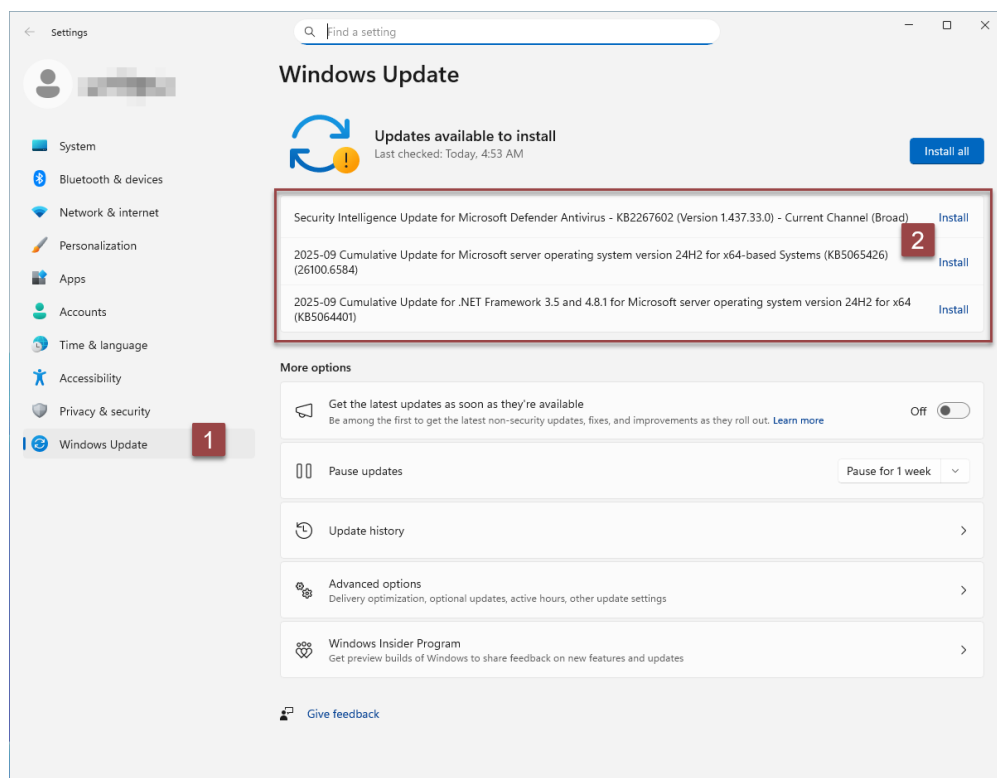 Settings
Find a setting
System
Bluetooth & devices
Network & internet
Personalization
Apps
Accounts
Time & language
Accessibility
Privacy & security
Windows Update
1
Windows Update
Updates available to install
Last checked: Today, 4:53 AM
Install all
Security Intelligence Update for Microsoft Defender Antivirus - KB2267602 (Version 1.437.33.0) - Current Channel (Broad)
Install
2
2025-09 Cumulative Update for Microsoft server operating system version 24H2 for x64-based Systems (KB5065426)
(26100.6584)
Install
2025-09 Cumulative Update for .NET Framework 3.5 and 4.8.1 for Microsoft server operating system version 24H2 for x64
(KB5064401)
Install
More options
Get the latest updates as soon as they're available
Be among the first to get the latest non-security updates, fixes, and improvements as they roll out. Learn more
Off
Pause updates
Pause for 1 week
Update history
Advanced options
Delivery optimization, optional updates, active hours, other update settings
Windows Insider Program
Get preview builds of Windows to share feedback on new features and updates
Give feedback